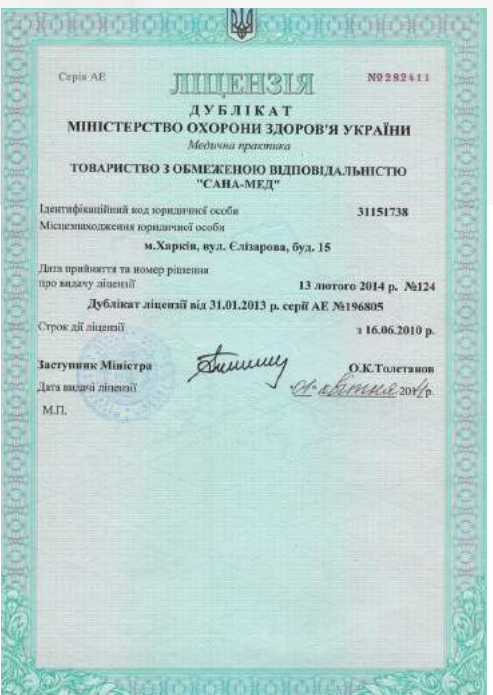 Серія АЕ
ЛІЦЕНЗІЯ
№282411
ДУБЛІКАТ
МІНІСТЕРСТВО ОХОРОНИ ЗДОРОВ'Я УКРАЇНИ
Медична практика
ТОВАРИСТВО З ОБМЕЖЕНОЮ ВІДПОВІДАЛЬНІСТЮ
"САНА-МЕД"
Ідентифікаційний код юридичної особи 31151738
Місцезнаходження юридичної особи
м.Харків, вул. Єлізарова, буд. 15
Дата прийняття та номер рішення
про видачу ліцензії 13 лютого 2014 р. №124
Дублікат ліцензії від 31.01.2013 р. серії АЕ №196805
Строк дії ліцензії з 16.06.2010 р.
Заступник Міністра О.К.Толстанов
Дата видачі ліцензії "01" квітня 2014р.
М.П.